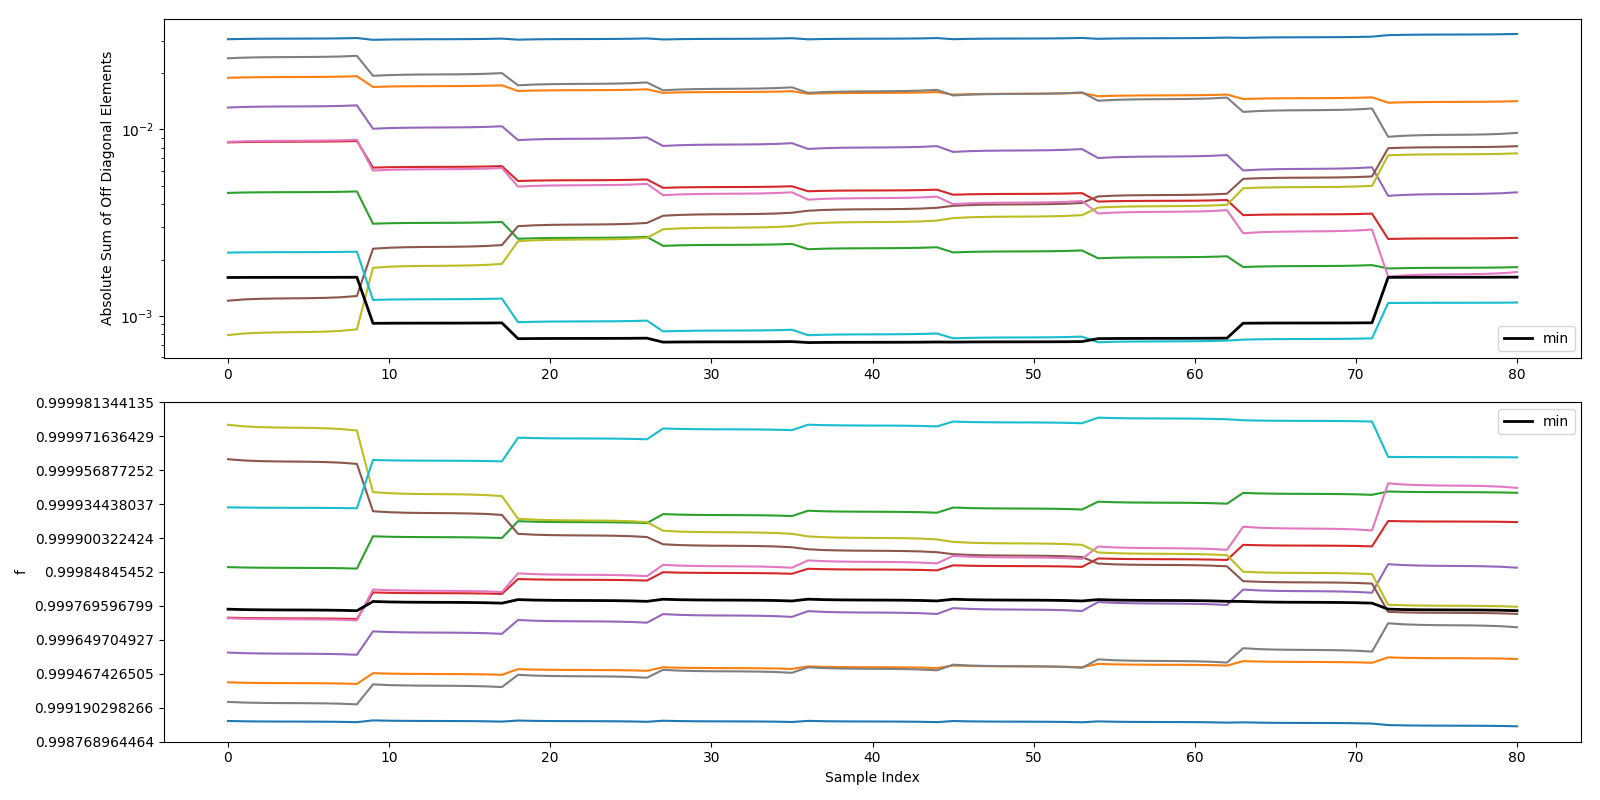 Absolute Sum of Off Diagonal Elements
10⁻²
10⁻³
min
0 10 20 30 40 50 60 70 80
f
0.999981344135
0.999971636429
0.999956877252
0.999934438037
0.999900322424
0.99984845452
0.999769596799
0.999649704927
0.999467426505
0.999190298266
0.998768964464
min
0 10 20 30 40 50 60 70 80
Sample Index